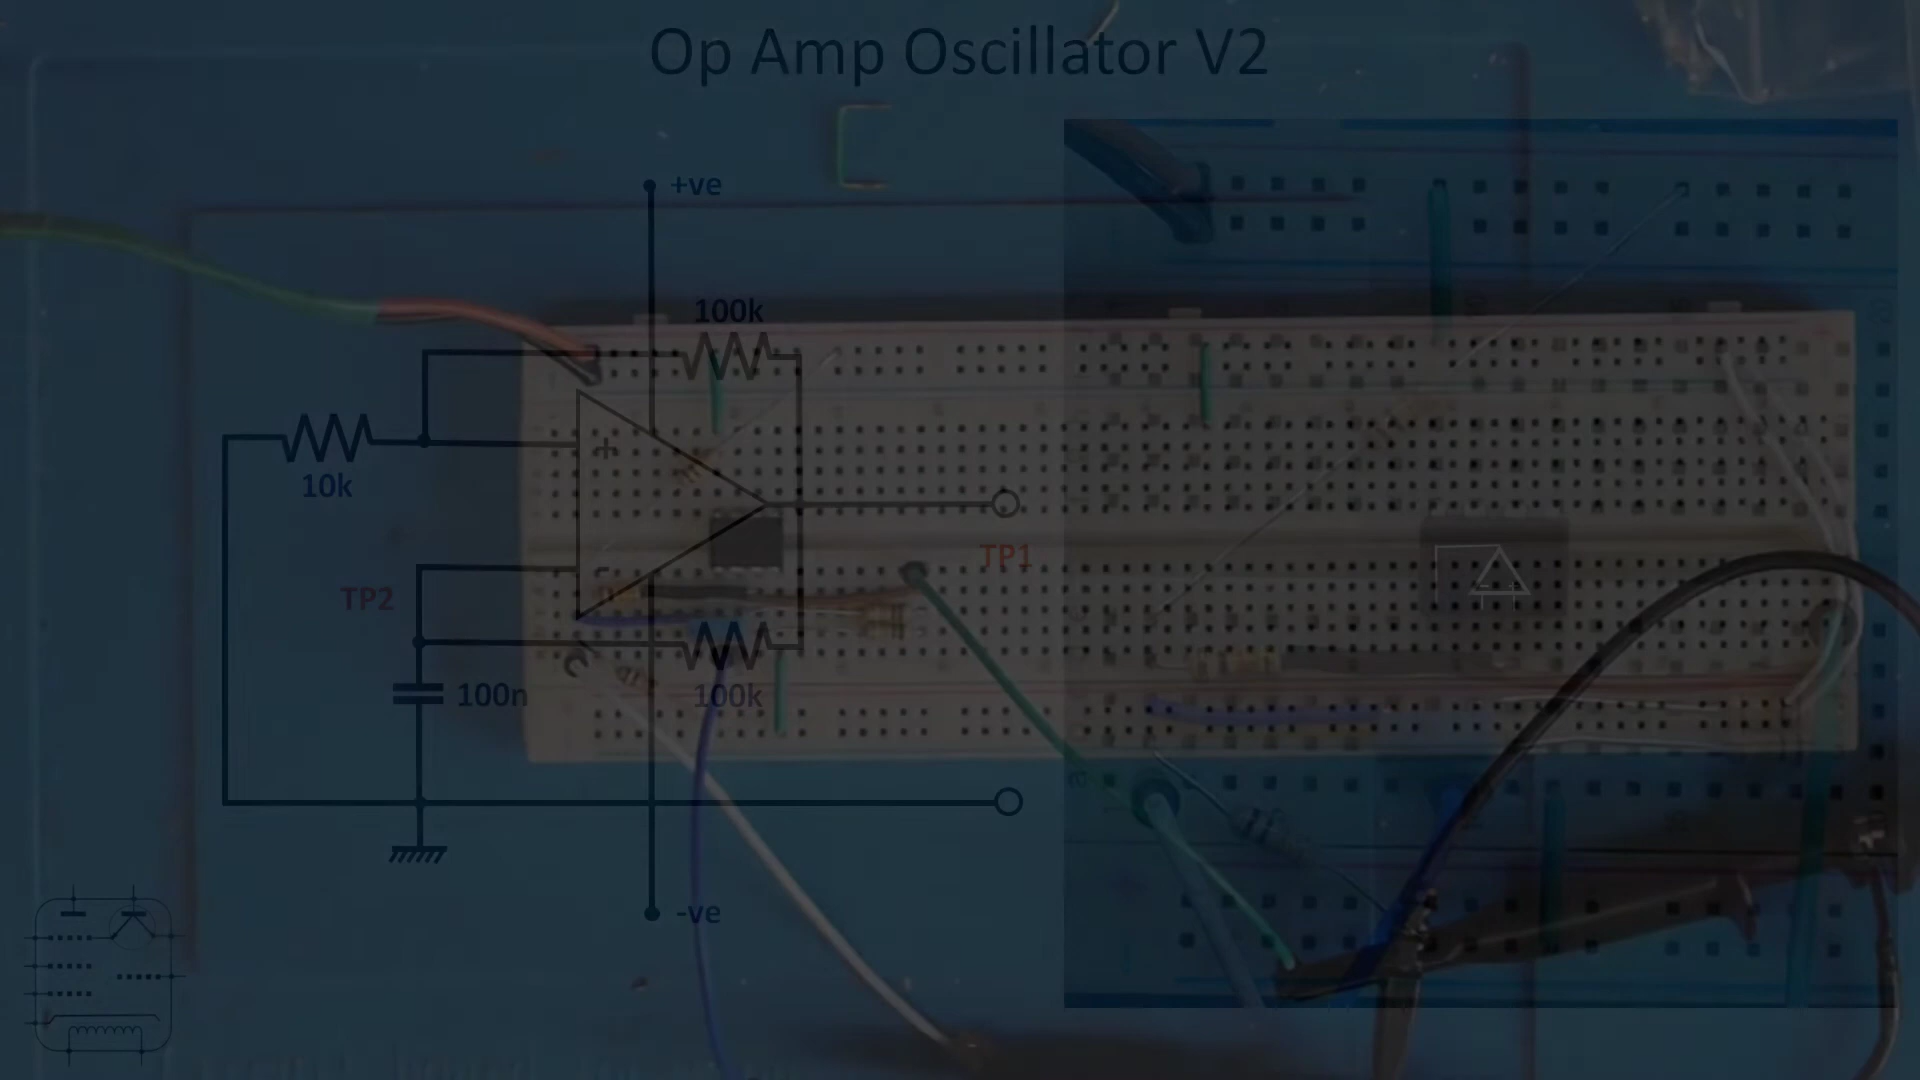 Op Amp Oscillator V2
+ve
100k
+
10k
TP1
-
TP2
100n
100k
-ve